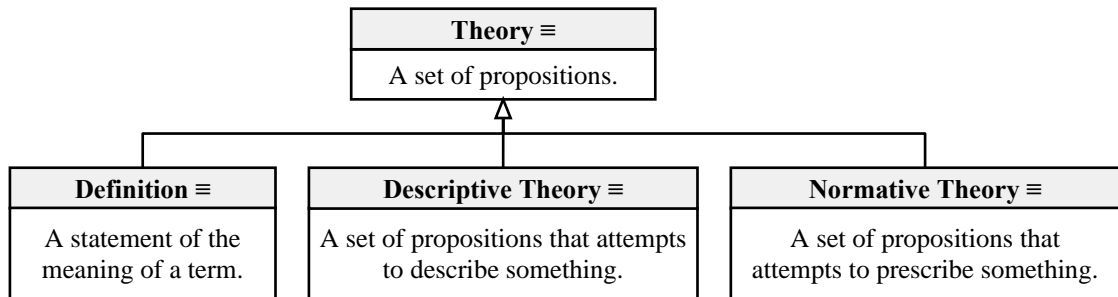 Theory ≡
A set of propositions.
Definition ≡
A statement of the
meaning of a term.
Descriptive Theory ≡
A set of propositions that attempts
to describe something.
Normative Theory ≡
A set of propositions that
attempts to prescribe something.